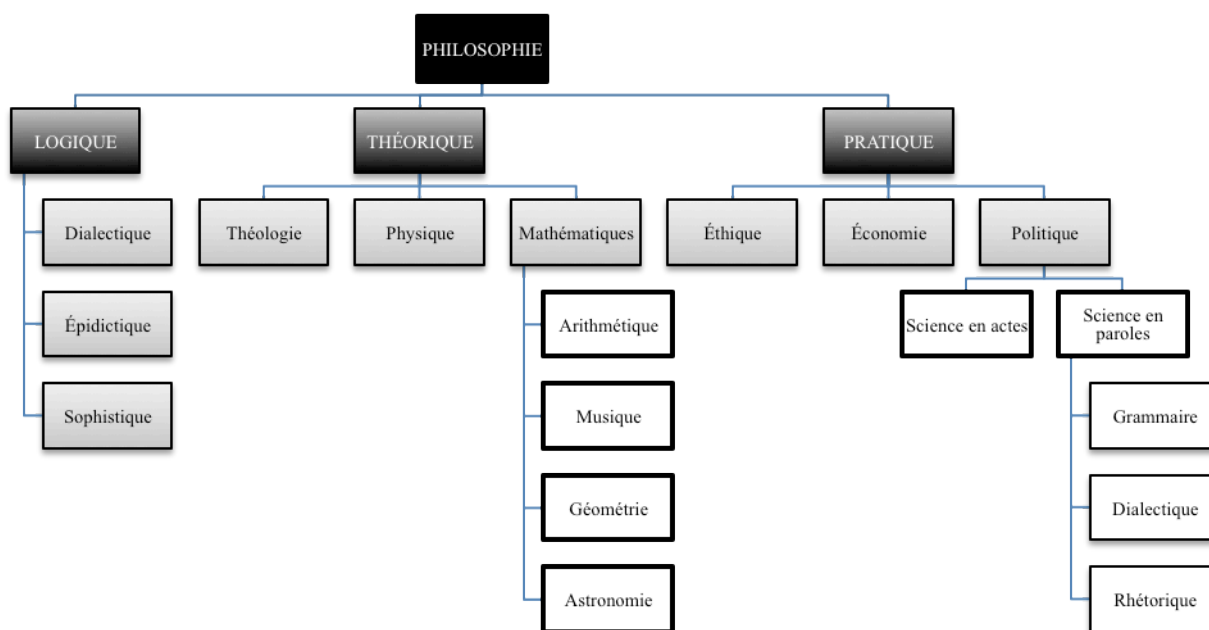 PHILOSOPHIE
LOGIQUE
THÉORIQUE
PRATIQUE
Dialectique
Théologie
Physique
Mathématiques
Éthique
Économie
Politique
Épidictique
Arithmétique
Science en actes
Science en
paroles
Sophistique
Musique
Grammaire
Géométrie
Dialectique
Astronomie
Rhétorique